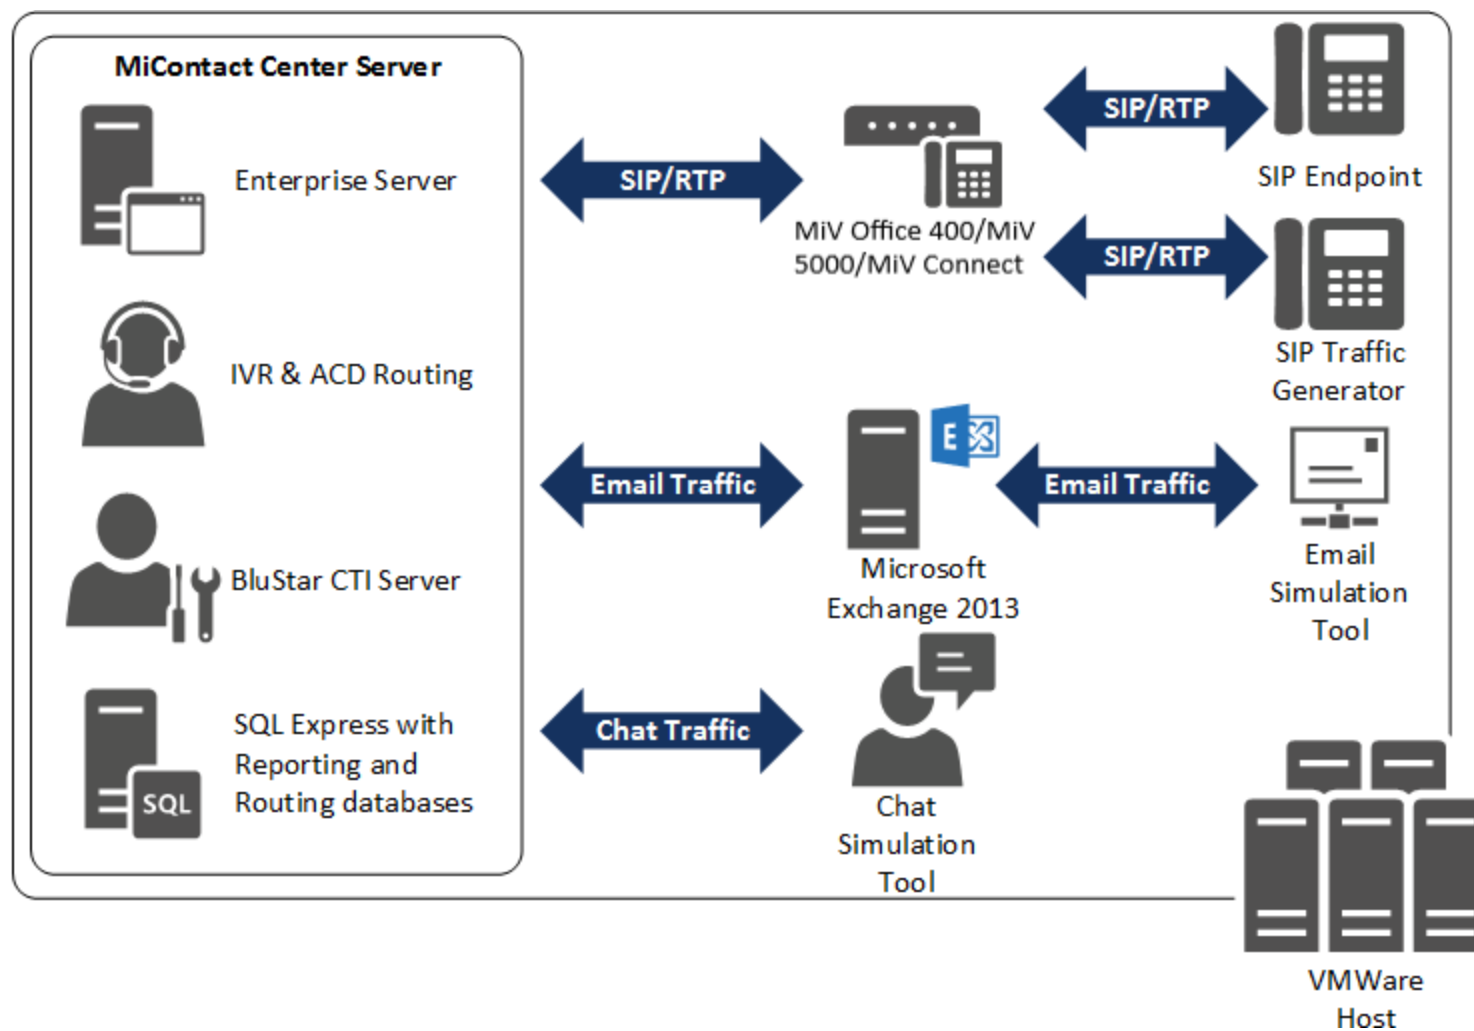 MiContact Center Server
Enterprise Server
IVR & ACD Routing
BluStar CTI Server
SQL
SQL Express with
Reporting and
Routing databases
SIP/RTP
MiV Office 400/MiV
5000/MiV Connect
SIP/RTP
SIP Endpoint
SIP/RTP
SIP Traffic
Generator
Email Traffic
E
Microsoft
Exchange 2013
Email Traffic
Email
Simulation
Tool
Chat Traffic
Chat
Simulation
Tool
VMWare
Host